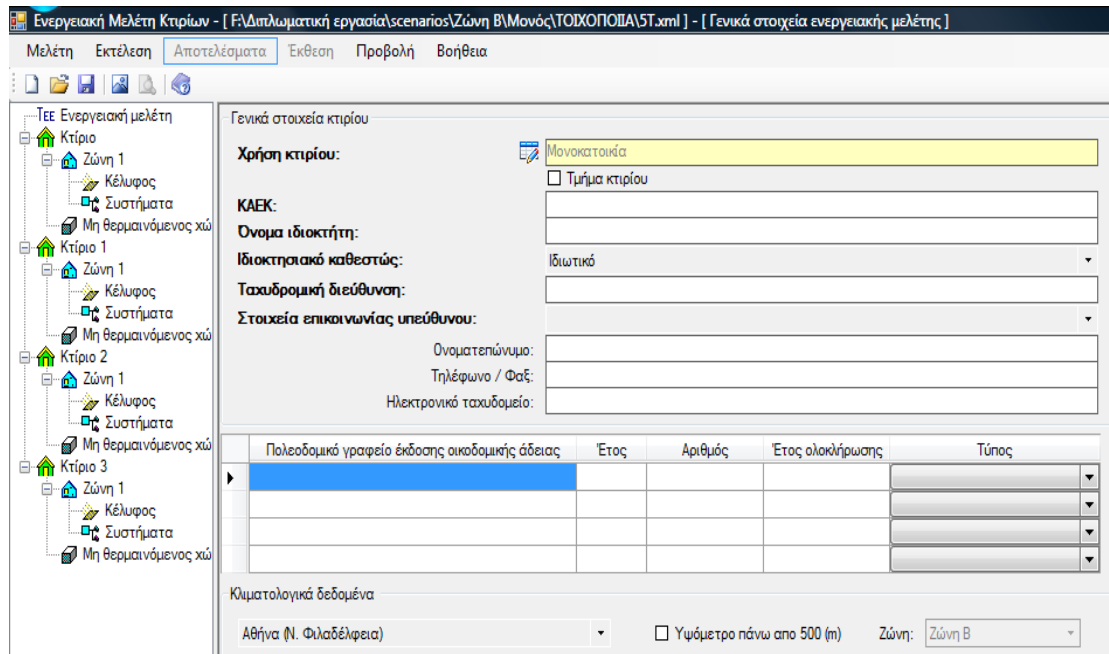 Ενεργειακή Μελέτη Κτιρίων - [ F:\Διπλωματική εργασία\scenarios\Ζώνη Β\Μονός\ΤΟΙΧΟΠΟΙΙΑ\5T.xml ] - [ Γενικά στοιχεία ενεργειακής μελέτης ]
Μελέτη Εκτέλεση Αποτελέσματα Έκθεση Προβολή Βοήθεια
ΤΕΕ Ενεργειακή μελέτη
Κτίριο
Ζώνη 1
Κέλυφος
Συστήματα
Μη θερμαινόμενος χώ
Κτίριο 1
Ζώνη 1
Κέλυφος
Συστήματα
Μη θερμαινόμενος χώ
Κτίριο 2
Ζώνη 1
Κέλυφος
Συστήματα
Μη θερμαινόμενος χώ
Κτίριο 3
Ζώνη 1
Κέλυφος
Συστήματα
Μη θερμαινόμενος χώ
Γενικά στοιχεία κτιρίου
Χρήση κτιρίου: Μονοκατοικία
Τμήμα κτιρίου
ΚΑΕΚ:
Όνομα ιδιοκτήτη:
Ιδιοκτησιακό καθεστώς: Ιδιωτικό
Ταχυδρομική διεύθυνση:
Στοιχεία επικοινωνίας υπεύθυνου:
Ονοματεπώνυμο:
Τηλέφωνο / Φαξ:
Ηλεκτρονικό ταχυδομείο:
Πολεοδομικό γραφείο έκδοσης οικοδομικής άδειας Έτος Αριθμός Έτος ολοκλήρωσης Τύπος
Κλιματολογικά δεδομένα
Αθήνα (Ν. Φιλαδέλφεια) Υψόμετρο πάνω απο 500 (m) Ζώνη: Ζώνη Β